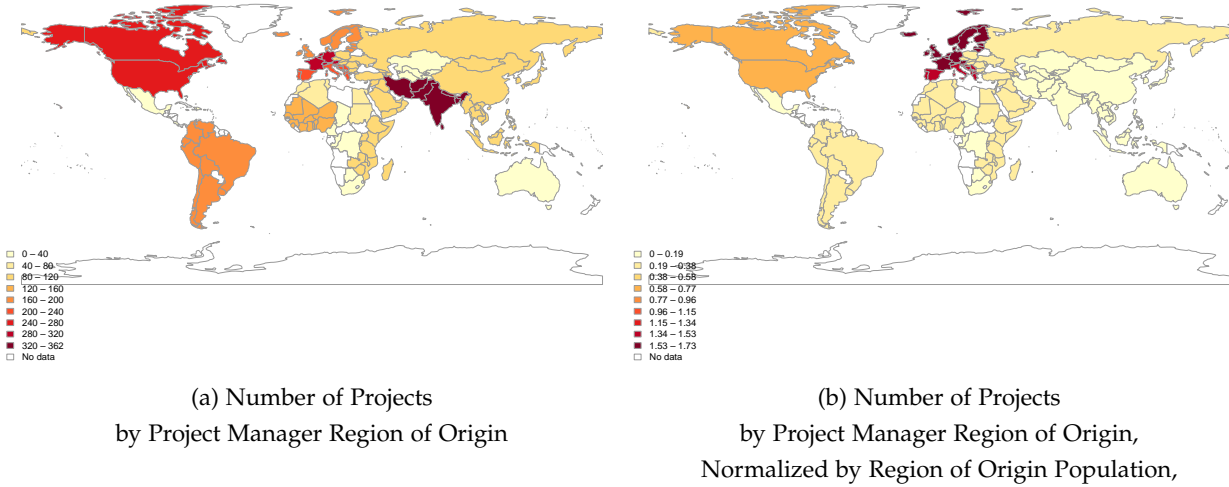 0 – 40
40 – 80
80 – 120
120 – 160
160 – 200
200 – 240
240 – 280
280 – 320
320 – 362
No data
(a) Number of Projects
by Project Manager Region of Origin
0 – 0.19
0.19 – 0.38
0.38 – 0.58
0.58 – 0.77
0.77 – 0.96
0.96 – 1.15
1.15 – 1.34
1.34 – 1.53
1.53 – 1.73
No data
(b) Number of Projects
by Project Manager Region of Origin,
Normalized by Region of Origin Population,